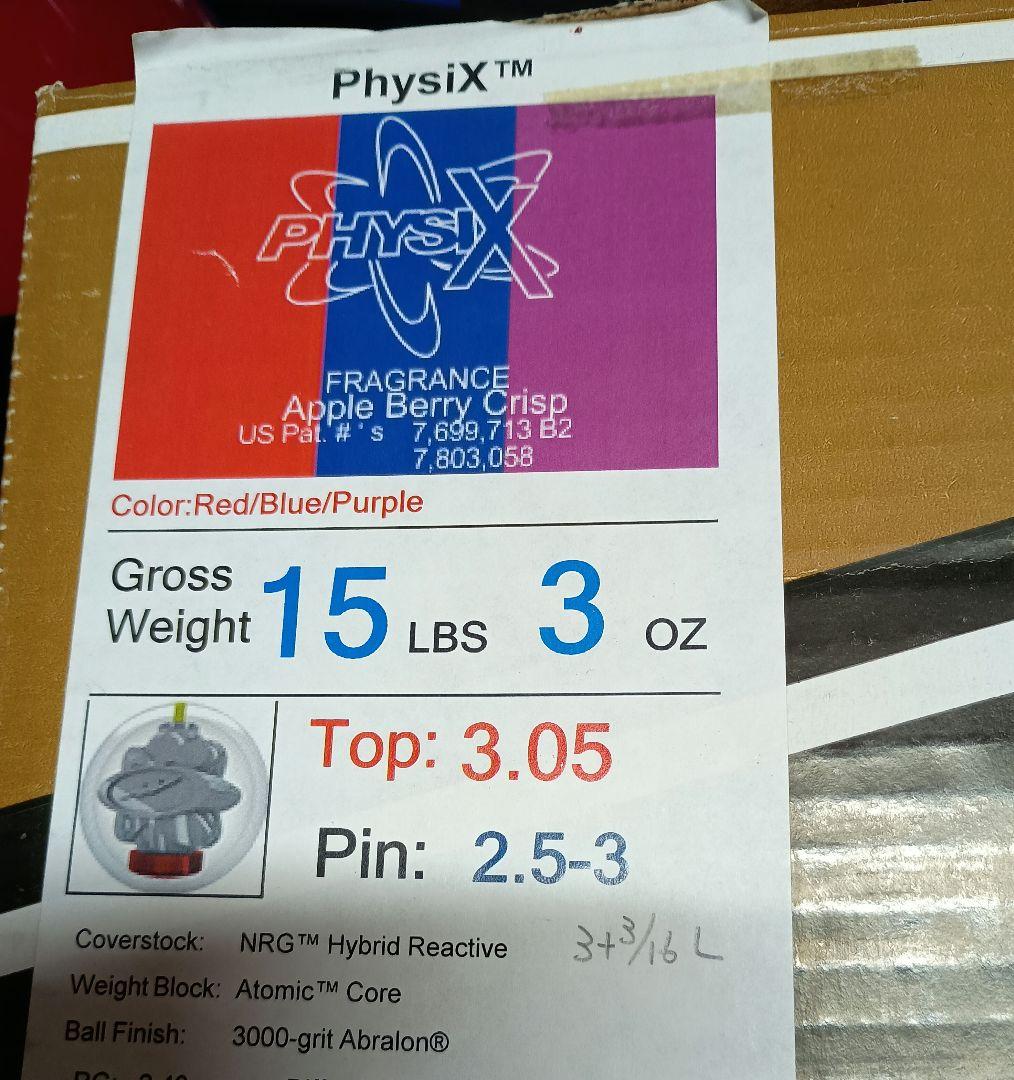 PhysiX™
PHYSIX
FRAGRANCE
Apple Berry Crisp
US Pat. # ' s 7,699,713 B2
7,803,058
Color:Red/Blue/Purple
Gross Weight 15 LBS 3 OZ
Top: 3.05
Pin: 2.5-3
3+3/16 L
Coverstock: NRG™ Hybrid Reactive
Weight Block: Atomic™ Core
Ball Finish: 3000-grit Abralon®